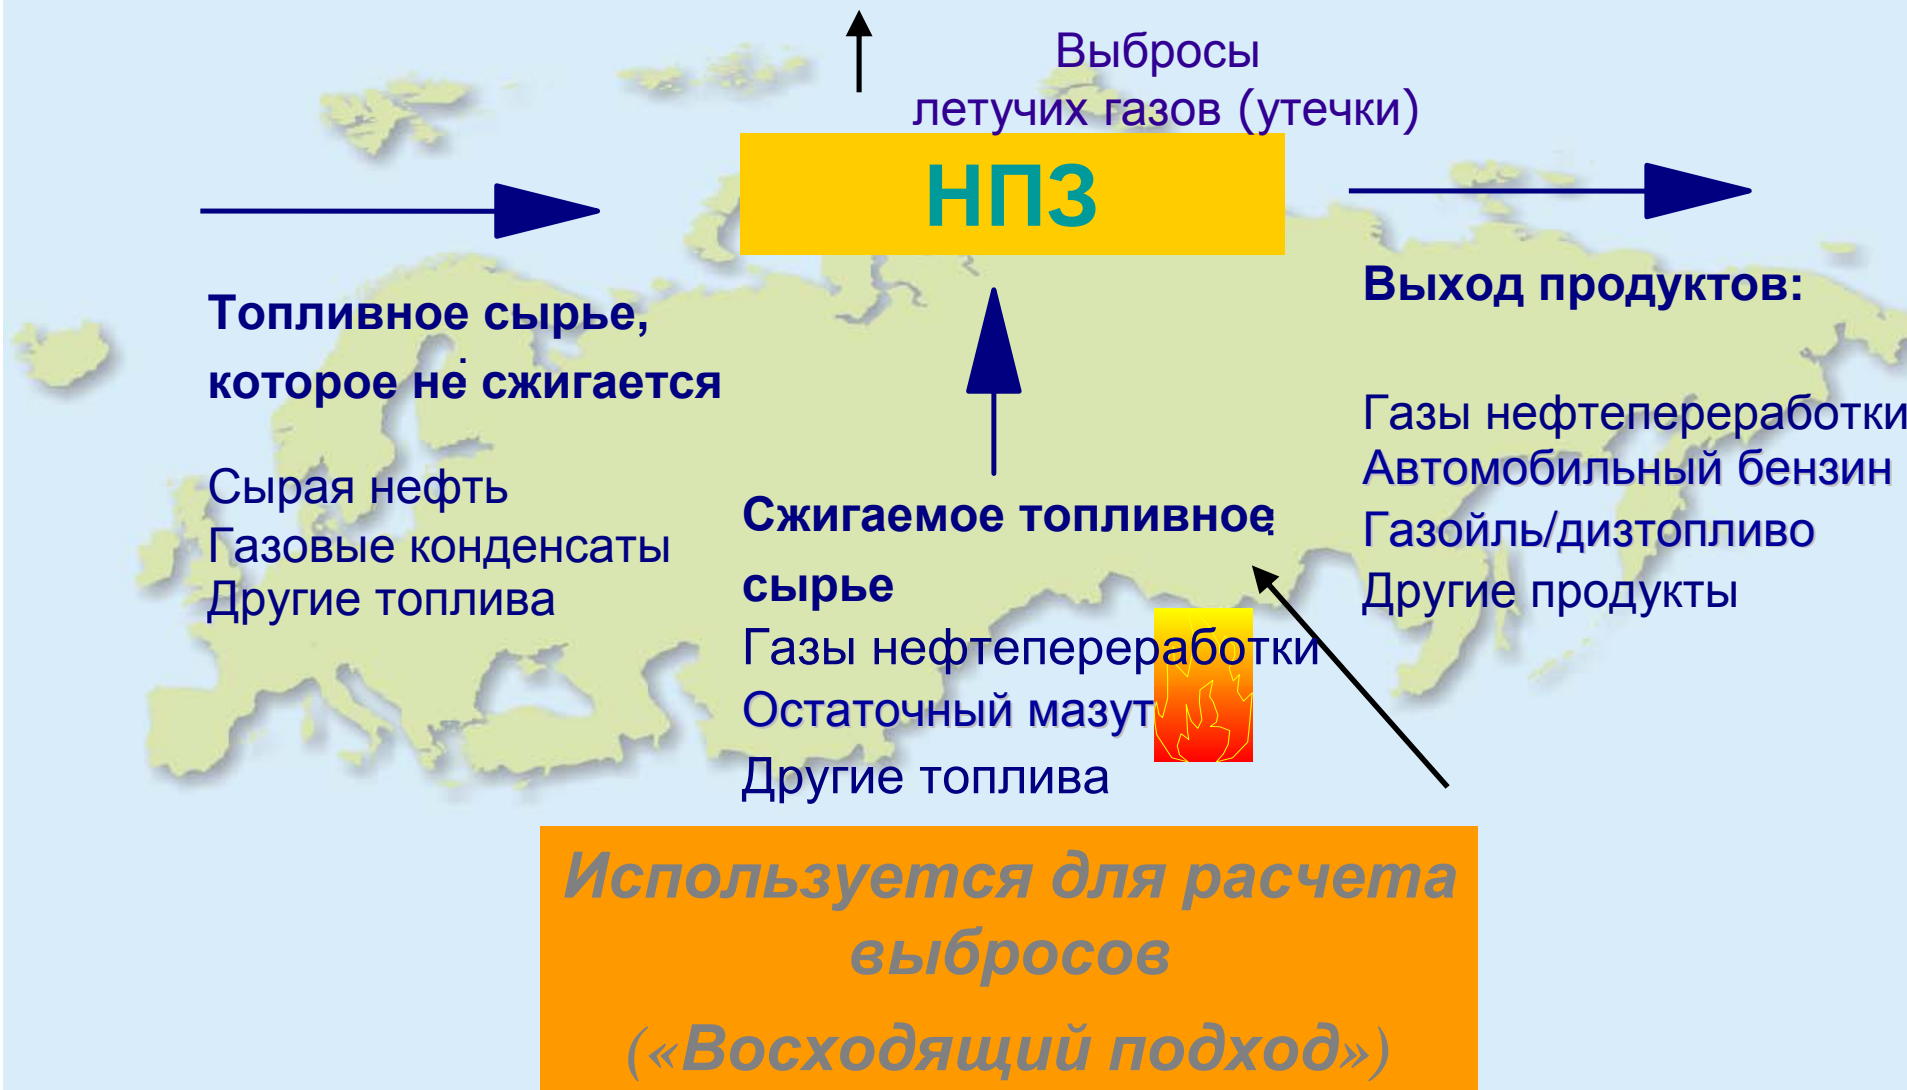 Выбросы
летучих газов (утечки)
НПЗ
Топливное сырье,
которое не сжигается:
Сырая нефть
Газовые конденсаты
Другие топлива
Сжигаемое топливное:
сырье
Газы нефтепереработки
Остаточный мазут
Другие топлива
Выход продуктов:
Газы нефтепереработки
Автомобильный бензин
Газойль/дизтопливо
Другие продукты
Используется для расчета
выбросов
(«Восходящий подход»)